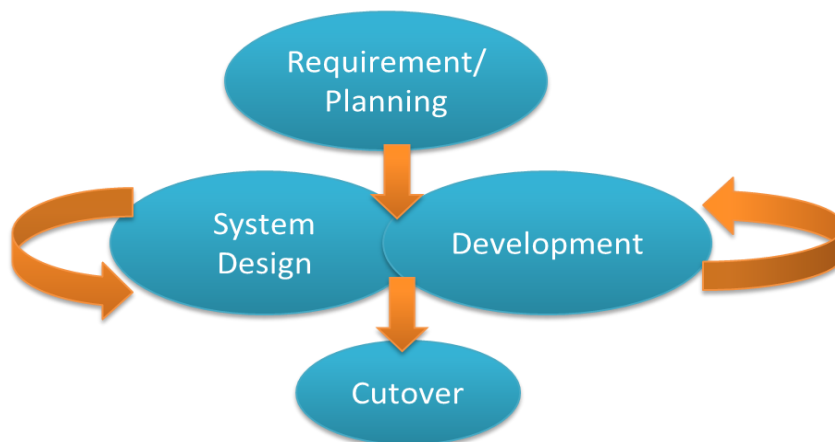 Requirement/
Planning
System
Design
Development
Cutover